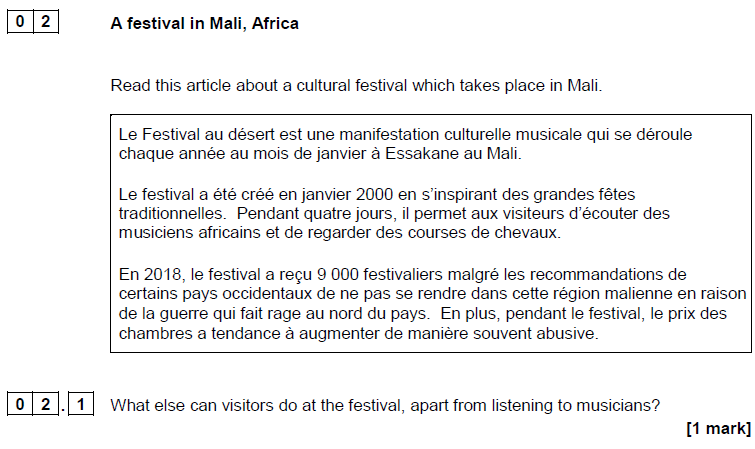 0 2 A festival in Mali, Africa
Read this article about a cultural festival which takes place in Mali.
Le Festival au désert est une manifestation culturelle musicale qui se déroule
chaque année au mois de janvier à Essakane au Mali.
Le festival a été créé en janvier 2000 en s’inspirant des grandes fêtes
traditionnelles. Pendant quatre jours, il permet aux visiteurs d’écouter des
musiciens africains et de regarder des courses de chevaux.
En 2018, le festival a reçu 9 000 festivaliers malgré les recommandations de
certains pays occidentaux de ne pas se rendre dans cette région malienne en raison
de la guerre qui fait rage au nord du pays. En plus, pendant le festival, le prix des
chambres a tendance à augmenter de manière souvent abusive.
0 2 . 1 What else can visitors do at the festival, apart from listening to musicians?
[1 mark]